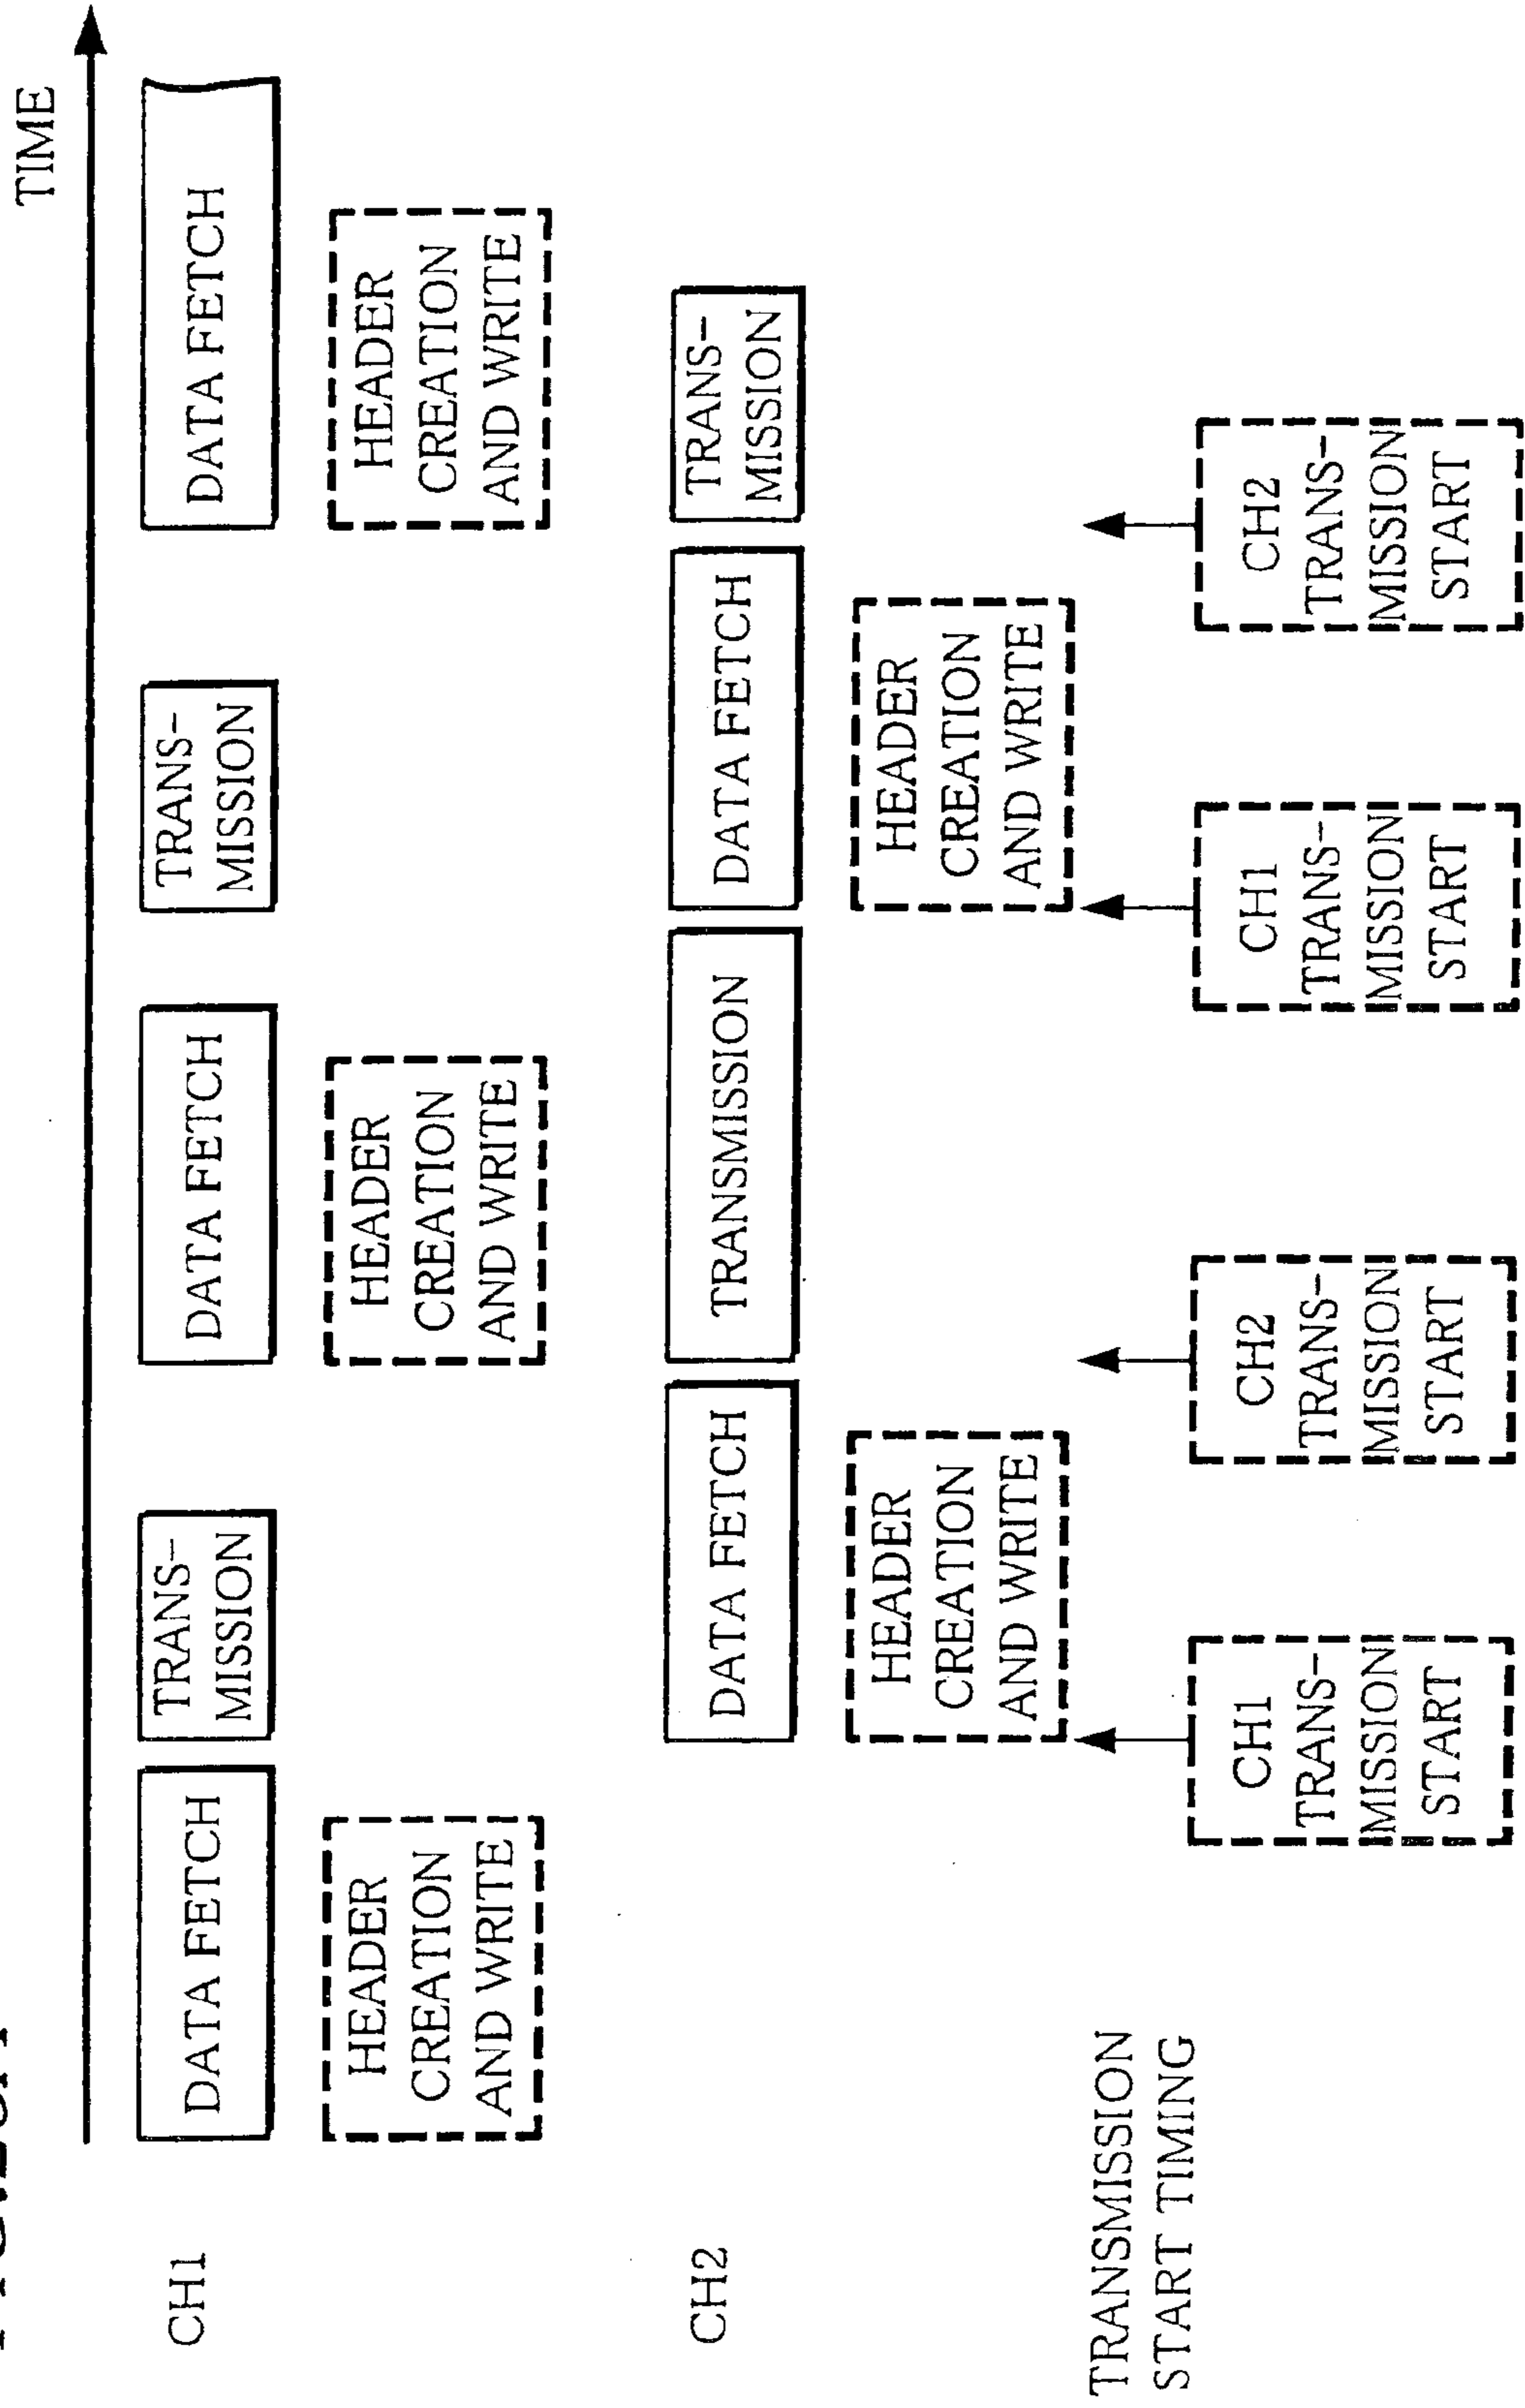 TIME
CH1
DATA FETCH
TRANS-
MISSION
DATA FETCH
TRANS-
MISSION
DATA FETCH
HEADER
CREATION
AND WRITE
HEADER
CREATION
AND WRITE
HEADER
CREATION
AND WRITE
CH2
DATA FETCH
TRANSMISSION
DATA FETCH
TRANS-
MISSION
HEADER
CREATION
AND WRITE
HEADER
CREATION
AND WRITE
TRANSMISSION
START TIMING
CH1
TRANS-
MISSION
START
CH2
TRANS-
MISSION
START
CH1
TRANS-
MISSION
START
CH2
TRANS-
MISSION
START